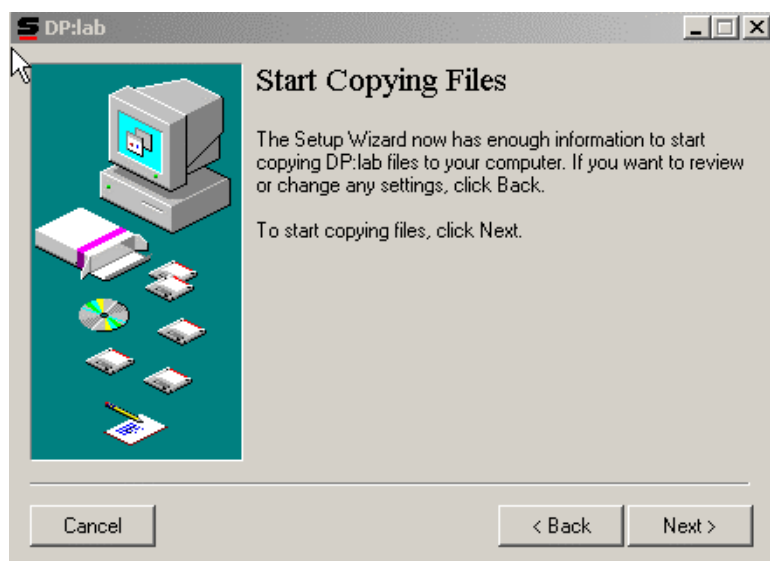 DP:lab
Start Copying Files
The Setup Wizard now has enough information to start
copying DP:lab files to your computer. If you want to review
or change any settings, click Back.
To start copying files, click Next.
Cancel
< Back
Next >